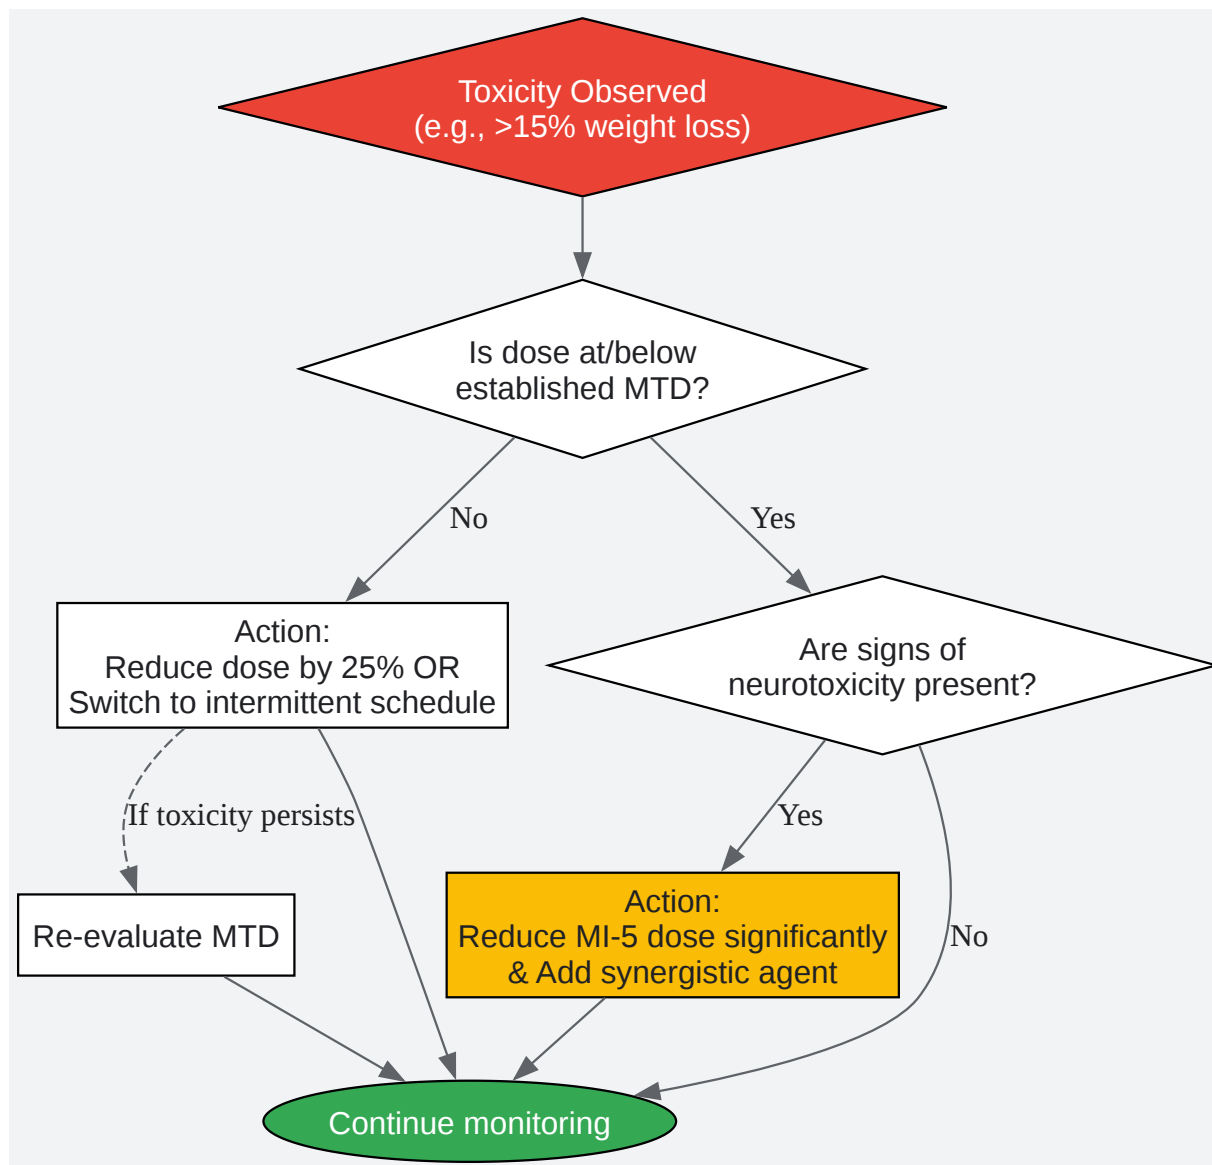 Toxicity Observed
(e.g., >15% weight loss)
Is dose at/below
established MTD?
No
Yes
Action:
Reduce dose by 25% OR
Switch to intermittent schedule
Are signs of
neurotoxicity present?
If toxicity persists
Yes
Action:
Reduce MI-5 dose significantly
& Add synergistic agent
Re-evaluate MTD
No
Continue monitoring